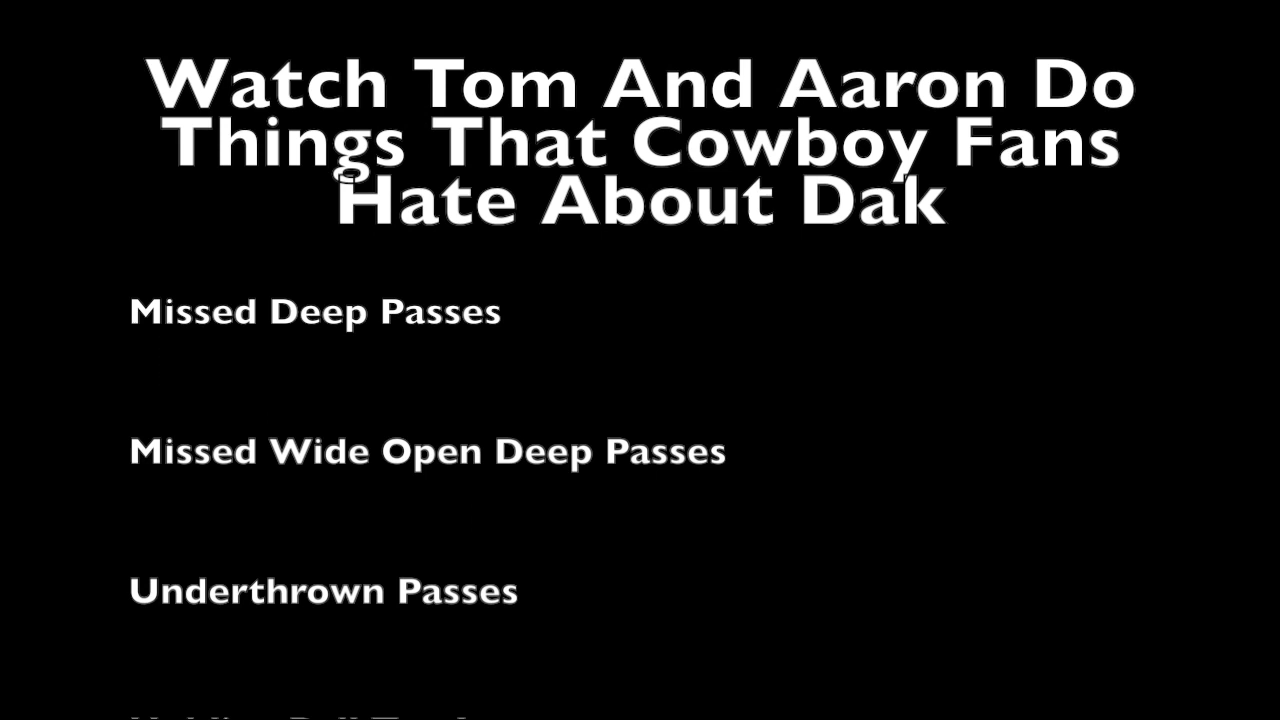 Watch Tom And Aaron Do
Things That Cowboy Fans
Hate About Dak
Missed Deep Passes
Missed Wide Open Deep Passes
Underthrown Passes